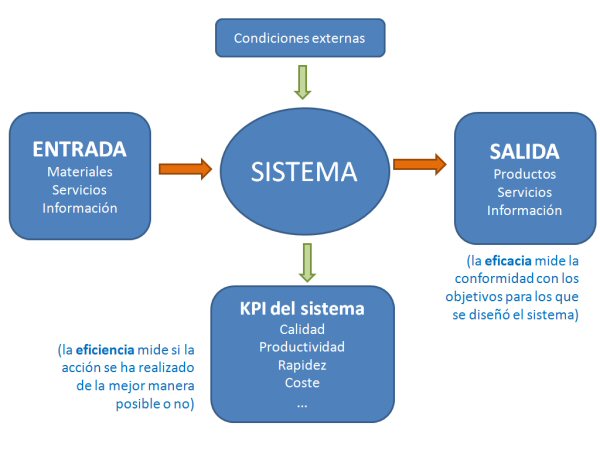 Condiciones externas
ENTRADA
Materiales
Servicios
Información
SISTEMA
SALIDA
Productos
Servicios
Información
(la eficacia mide la
conformidad con los
objetivos para los que
se diseñó el sistema)
KPI del sistema
Calidad
Productividad
Rapidez
Coste
...
(la eficiencia mide si la
acción se ha realizado
de la mejor manera
posible o no)